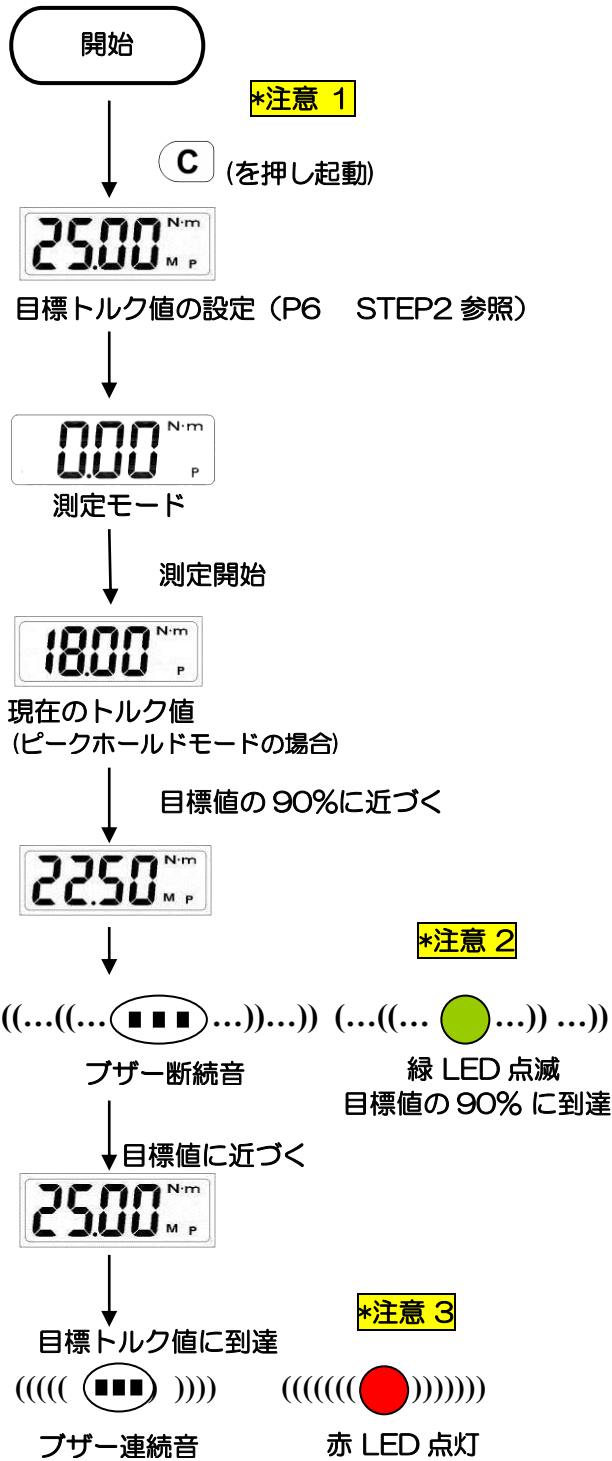 開始
*注意 1
C (を押し起動)
25.00 N･m M P
目標トルク値の設定（P6　STEP2 参照）
0.00 N･m P
測定モード
測定開始
18.00 N･m P
現在のトルク値
(ピークホールドモードの場合)
目標値の 90%に近づく
22.50 N･m M P
*注意 2
((…((… ■ ■ ■ …))…)) (…((… …)) …))
ブザー断続音 緑 LED 点滅
目標値の 90% に到達
目標値に近づく
25.00 N･m M P
*注意 3
目標トルク値に到達
((((( (■■■) )))) ((((((( )))))))
ブザー連続音 赤 LED 点灯